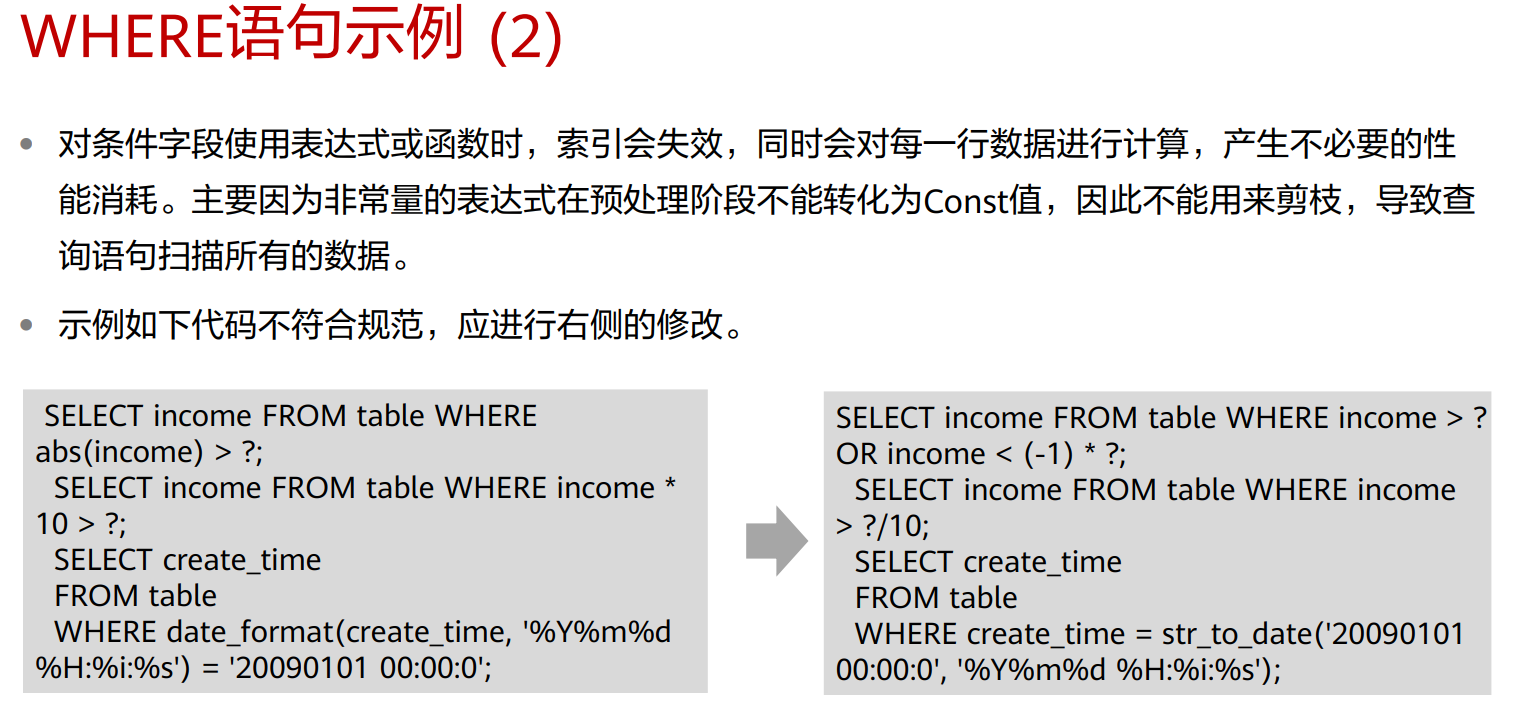 WHERE语句示例 (2)
• 对条件字段使用表达式或函数时，索引会失效，同时会对每一行数据进行计算，产生不必要的性
能消耗。主要因为非常量的表达式在预处理阶段不能转化为Const值，因此不能用来剪枝，导致查
询语句扫描所有的数据。
• 示例如下代码不符合规范，应进行右侧的修改。
SELECT income FROM table WHERE
abs(income) > ?;
SELECT income FROM table WHERE income *
10 > ?;
SELECT create_time
FROM table
WHERE date_format(create_time, '%Y%m%d
%H:%i:%s') = '20090101 00:00:0';
SELECT income FROM table WHERE income > ?
OR income < (-1) * ?;
SELECT income FROM table WHERE income
> ?/10;
SELECT create_time
FROM table
WHERE create_time = str_to_date('20090101
00:00:0', '%Y%m%d %H:%i:%s');